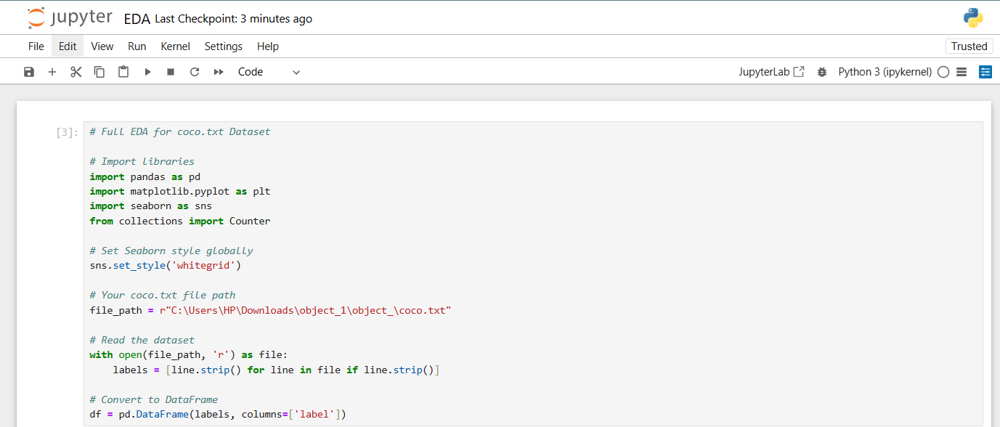 jupyter EDA Last Checkpoint: 3 minutes ago
File Edit View Run Kernel Settings Help Trusted
Code JupyterLab Python 3 (ipykernel)
[3]: # Full EDA for coco.txt Dataset
# Import libraries
import pandas as pd
import matplotlib.pyplot as plt
import seaborn as sns
from collections import Counter
# Set Seaborn style globally
sns.set_style('whitegrid')
# Your coco.txt file path
file_path = r"C:\Users\HP\Downloads\object_1\object_\coco.txt"
# Read the dataset
with open(file_path, 'r') as file:
    labels = [line.strip() for line in file if line.strip()]
# Convert to DataFrame
df = pd.DataFrame(labels, columns=['label'])